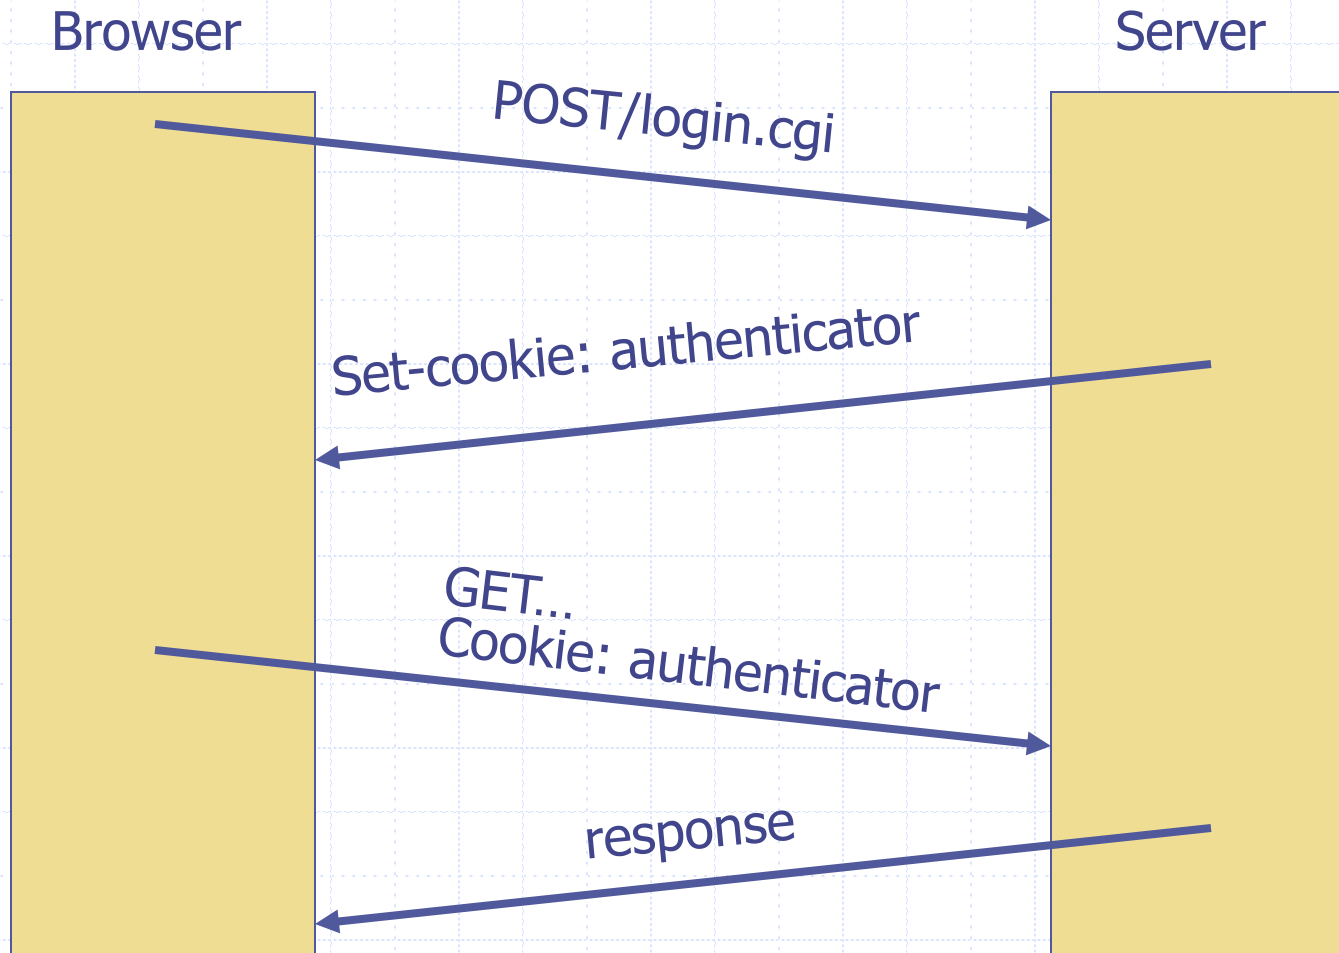 Browser
Server
POST/login.cgi
Set-cookie: authenticator
GET...
Cookie: authenticator
response